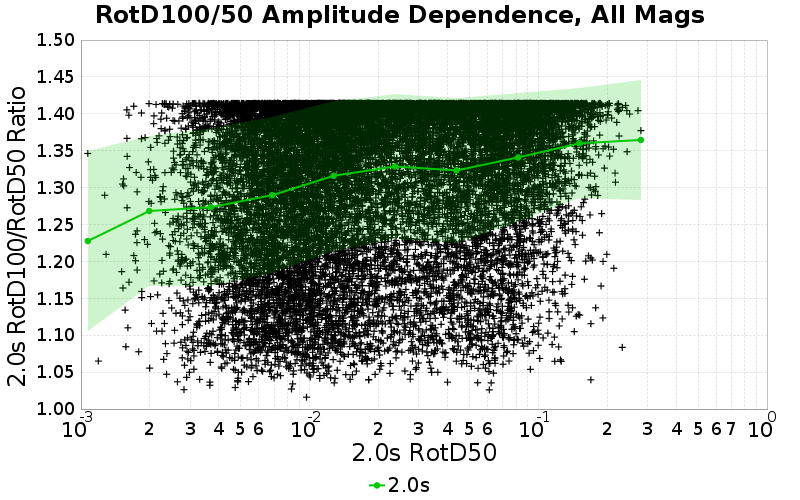 RotD100/50 Amplitude Dependence, All Mags
2.0s RotD100/RotD50 Ratio
1.50
1.45
1.40
1.35
1.30
1.25
1.20
1.15
1.10
1.05
1.00
10-3 2 3 4 5 6 10-2 2 3 4 5 6 10-1 2 3 4 5 6 7 100
2.0s RotD50
2.0s